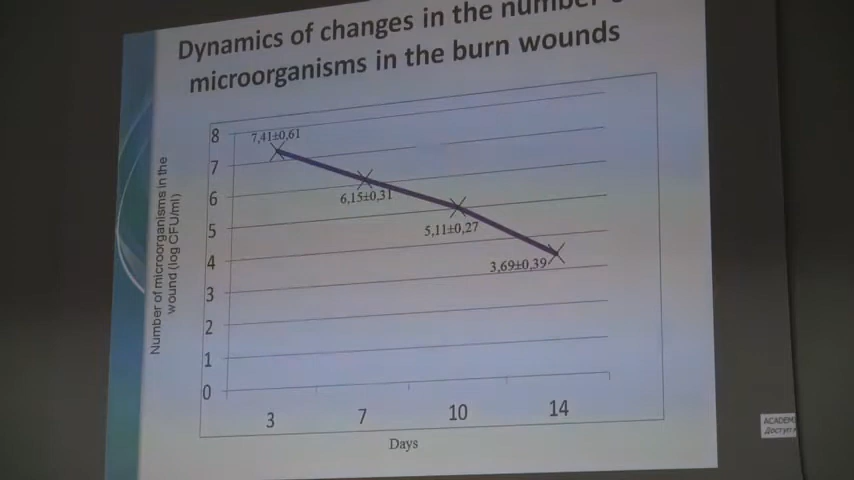 Dynamics of changes in the number
microorganisms in the burn wounds
Number of microorganisms in the
wound (log CFU/ml)
8
7
6
5
4
3
2
1
0
7,41±0,61
6,15±0,31
5,11±0,27
3,69±0,39
3 7 10 14
Days
ACADEM
Доступ